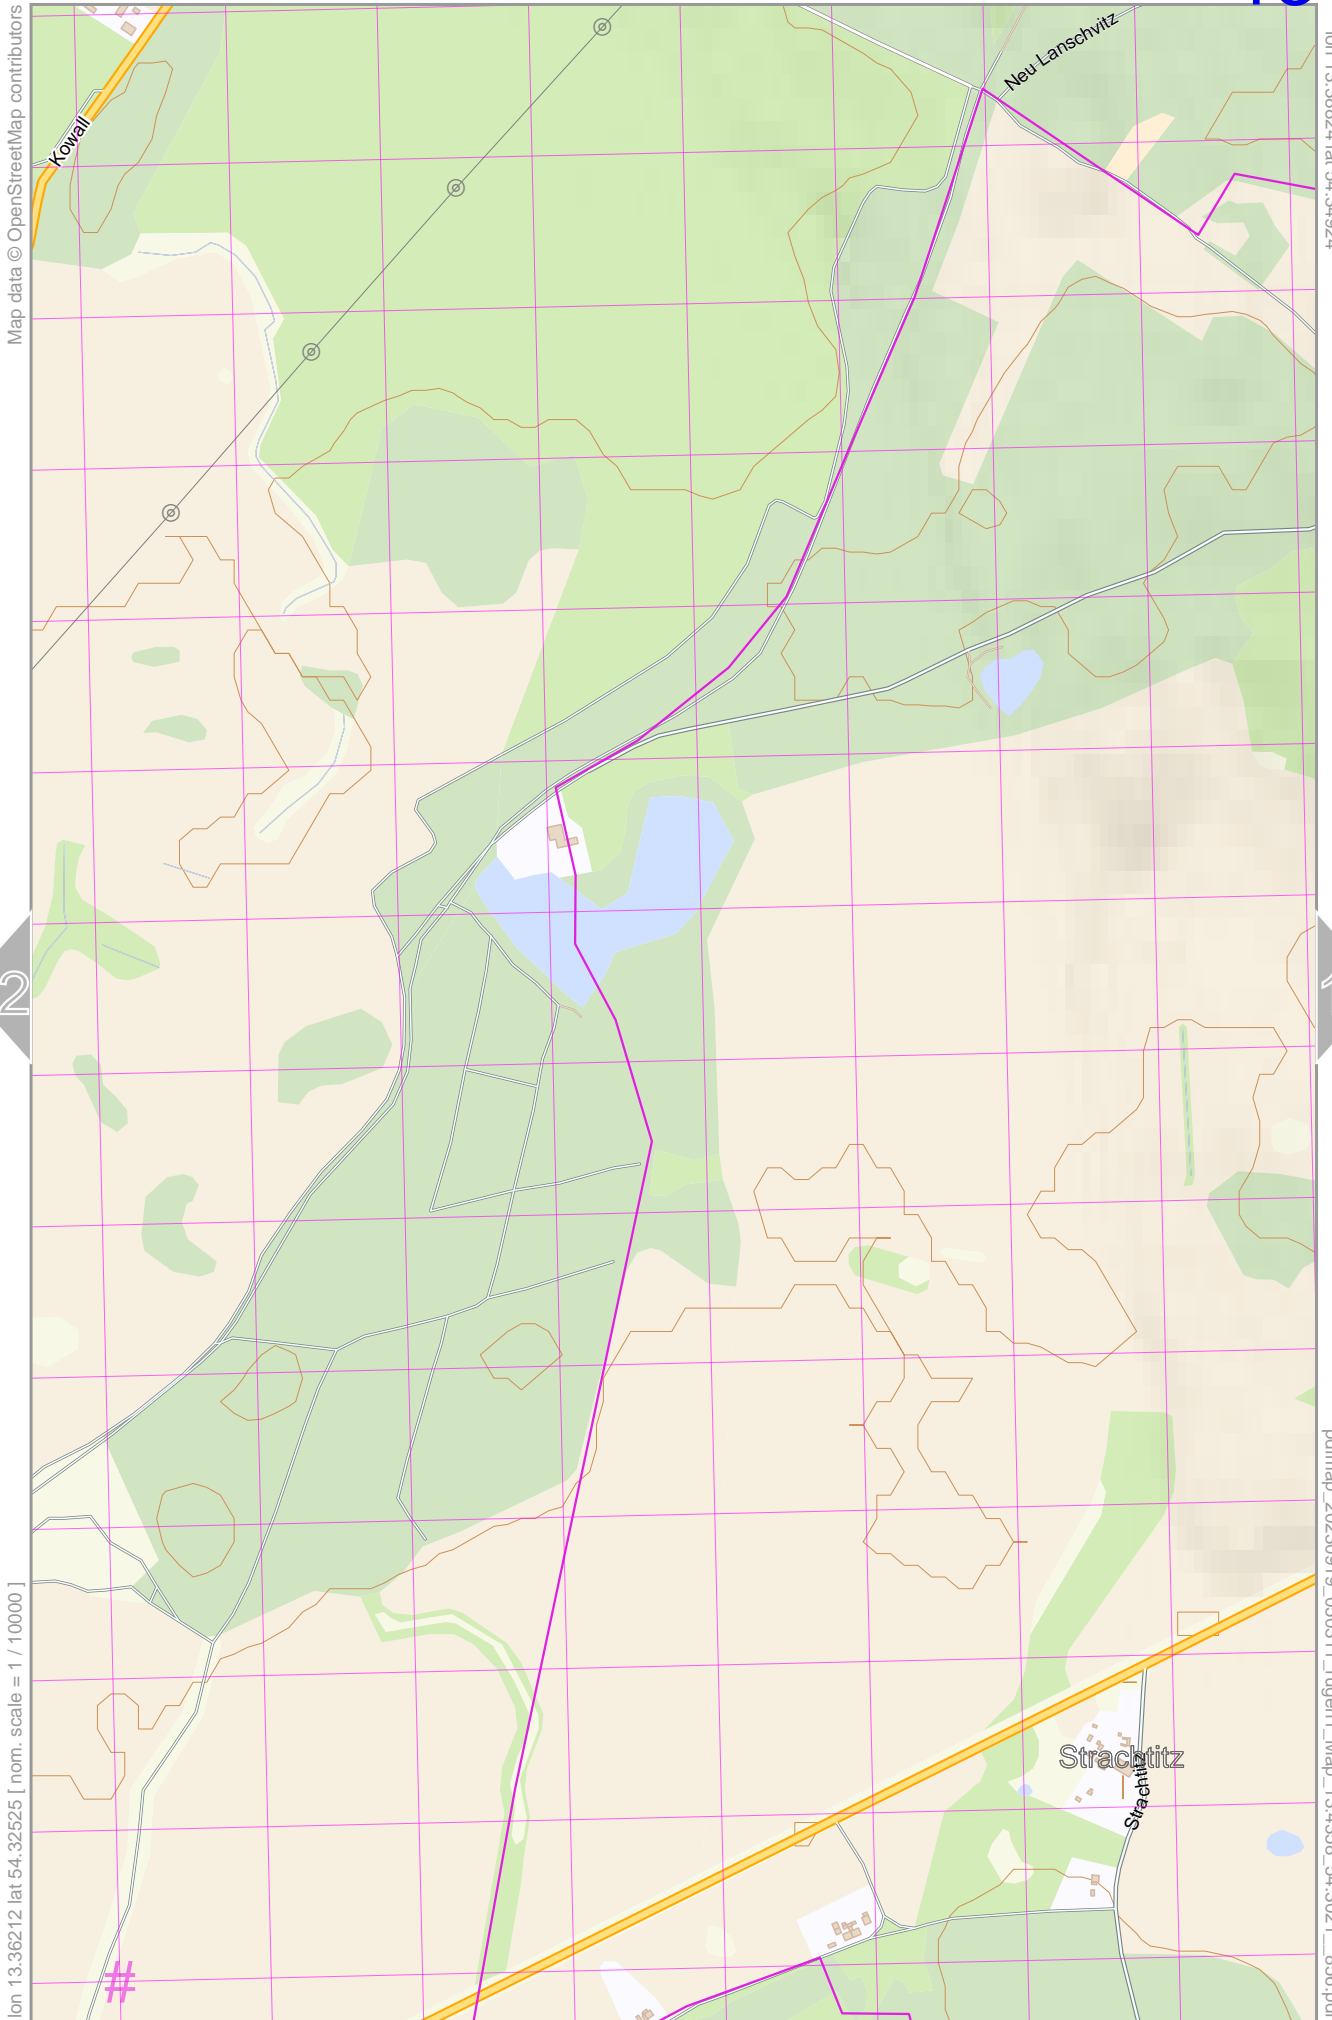 Map data © OpenStreetMap contributors
Kowall
Neu Lanschvitz
2
Strachtitz
Strachtitz
lon 13.36212 lat 54.32525 [ nom. scale = 1 / 10000 ]
#